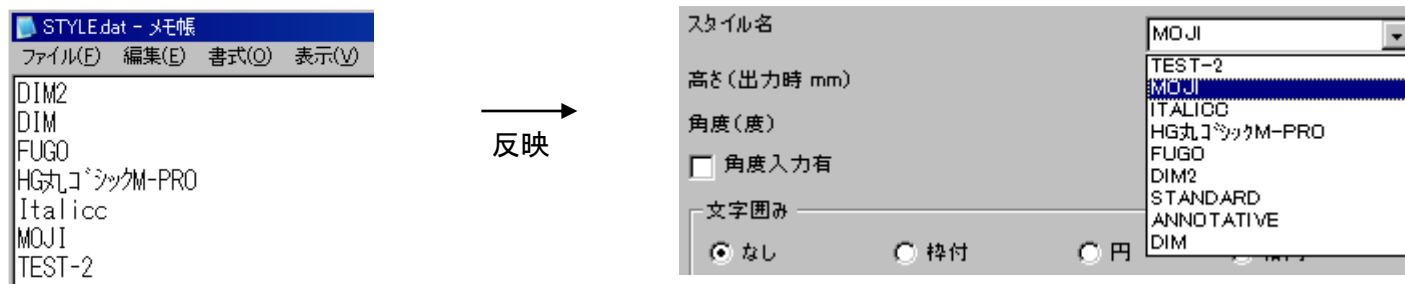 STYLE.dat - メモ帳
ファイル(F) 編集(E) 書式(O) 表示(V)
DIM2
DIM
FUGO
HG丸ｺﾞｼックM-PRO
Italicc
MOJI
TEST-2
反映
スタイル名
MOJI
高さ(出力時 mm)
角度(度)
角度入力有
TEST-2
MOJI
ITALICC
HG丸ｺﾞｼｯｸM-PRO
FUGO
DIM2
STANDARD
ANNOTATIVE
DIM
文字囲み
なし 枠付 円